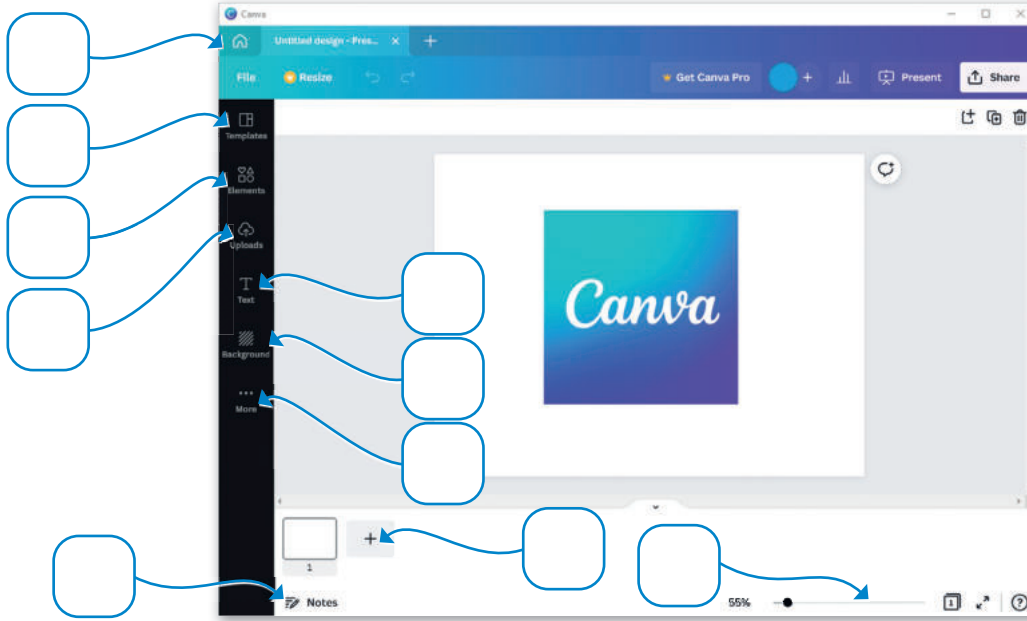 Canva
Untitled design - Pres...
File
Resize
Get Canva Pro
Present
Share
Templates
Elements
Uploads
Text
Background
More
Canva
1
Notes
55%
1